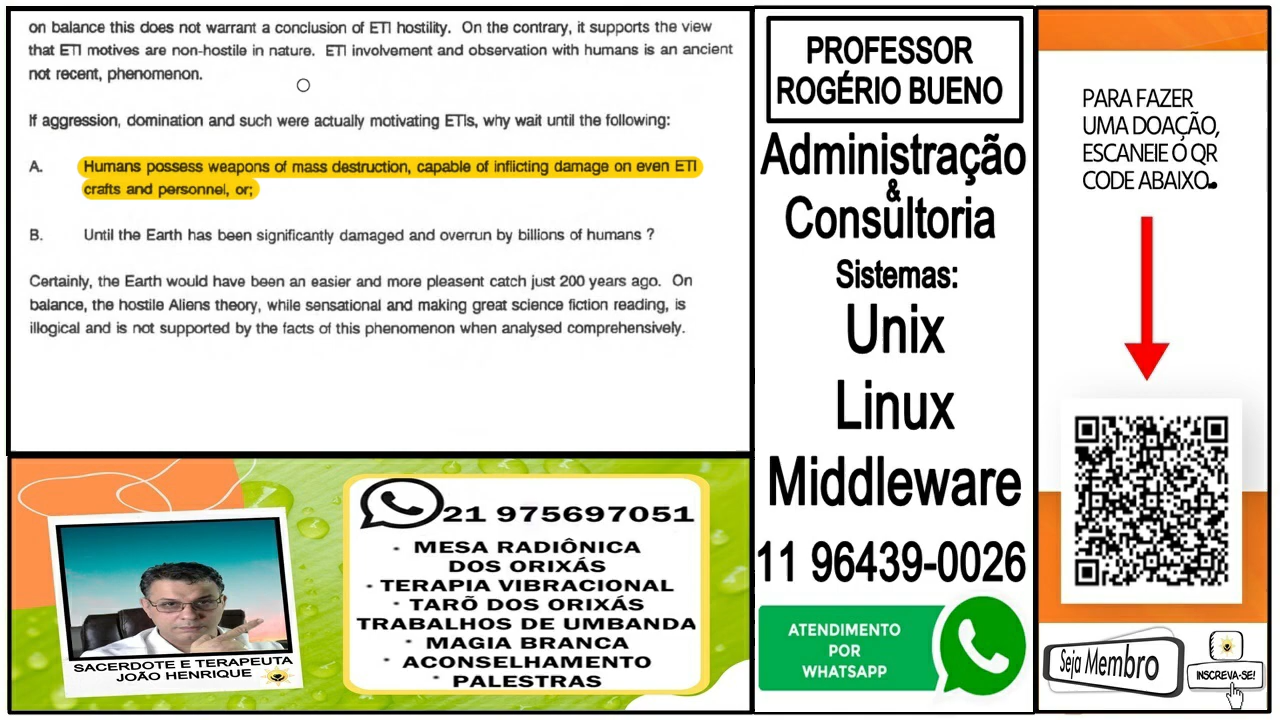 on balance this does not warrant a conclusion of ETI hostility. On the contrary, it supports the view
that ETI motives are non-hostile in nature. ETI involvement and observation with humans is an ancient
not recent, phenomenon.
If aggression, domination and such were actually motivating ETIs, why wait until the following:
A. Humans possess weapons of mass destruction, capable of inflicting damage on even ETI
crafts and personnel, or;
B. Until the Earth has been significantly damaged and overrun by billions of humans ?
Certainly, the Earth would have been an easier and more pleasent catch just 200 years ago. On
balance, the hostile Aliens theory, while sensational and making great science fiction reading, is
illogical and is not supported by the facts of this phenomenon when analysed comprehensively.
SACERDOTE E TERAPEUTA
JOÃO HENRIQUE
21 975697051
· MESA RADIÔNICA
DOS ORIXÁS
· TERAPIA VIBRACIONAL
· TARÕ DOS ORIXÁS
TRABALHOS DE UMBANDA
· MAGIA BRANCA
· ACONSELHAMENTO
· PALESTRAS
PROFESSOR
ROGÉRIO BUENO
Administração
&
Consultoria
Sistemas:
Unix
Linux
Middleware
11 96439-0026
ATENDIMENTO
POR
WHATSAPP
PARA FAZER
UMA DOAÇÃO,
ESCANEIE O QR
CODE ABAIXO..
Seja Membro
INSCREVA-SE!